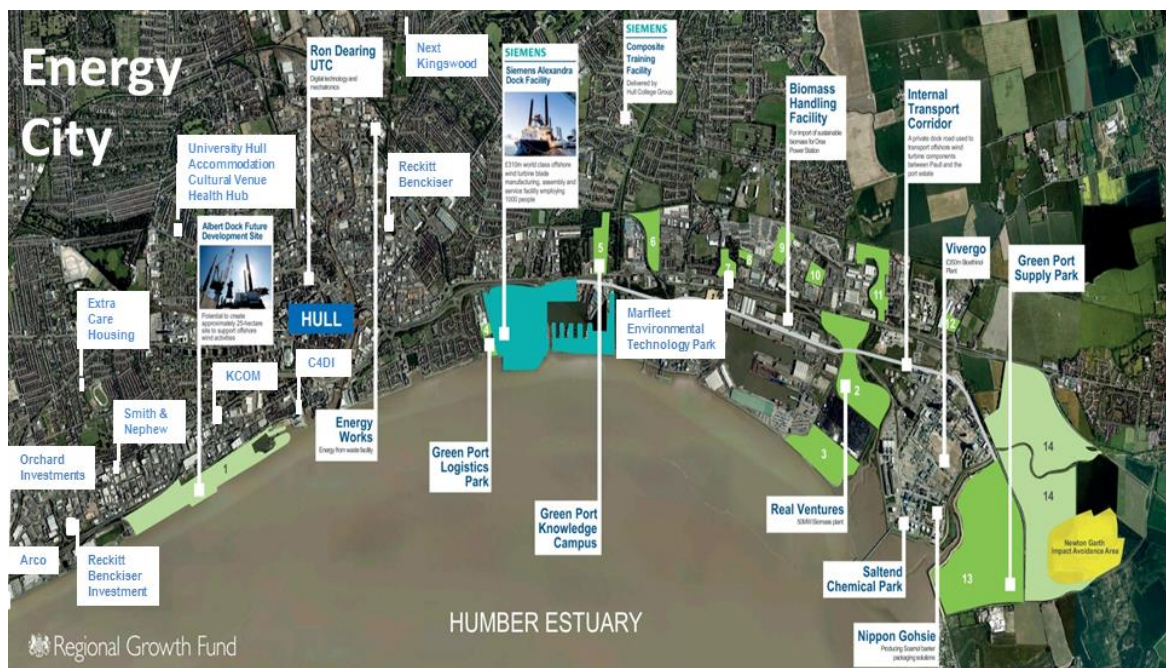 Energy
City
Ron Dearing
UTC
Digital technology and
mechatronics
Next
Kingswood
SIEMENS
Siemens Alexandra
Dock Facility
£310m world class offshore
wind turbine blade
manufacturing, assembly and
service facility employing
1000 people
SIEMENS
Composite
Training
Facility
Delivered by
Hull College Group
Biomass
Handling
Facility
For import of sustainable
biomass for Drax
Power Station
Internal
Transport
Corridor
A private dock road used to
transport offshore wind
turbine components
between Paull and the
port estate
University Hull
Accommodation
Cultural Venue
Health Hub
Reckitt
Benckiser
Albert Dock Future
Development Site
Potential to create
approximately 25-hectare
site to support offshore
wind activities
Vivergo
Bioethanol
Plant
Green Port
Supply Park
Extra
Care
Housing
HULL
Marfleet
Environmental
Technology Park
KCOM
C4DI
Smith &
Nephew
Energy
Works
Energy from waste facility
Orchard
Investments
Green Port
Logistics
Park
Green Port
Knowledge
Campus
Real Ventures
50MW Biomass plant
Arco
Reckitt
Benckiser
Investment
Saltend
Chemical Park
Newton Garth
Impact Avoidance Area
Nippon Gohsie
Producing Soarnol barrier
packaging solutions
1
2
3
4
5
6
7
8
9
10
11
12
13
14
14
HUMBER ESTUARY
Regional Growth Fund